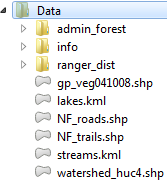 Data
admin_forest
info
ranger_dist
gp_veg041008.shp
lakes.kml
NF_roads.shp
NF_trails.shp
streams.kml
watershed_huc4.shp